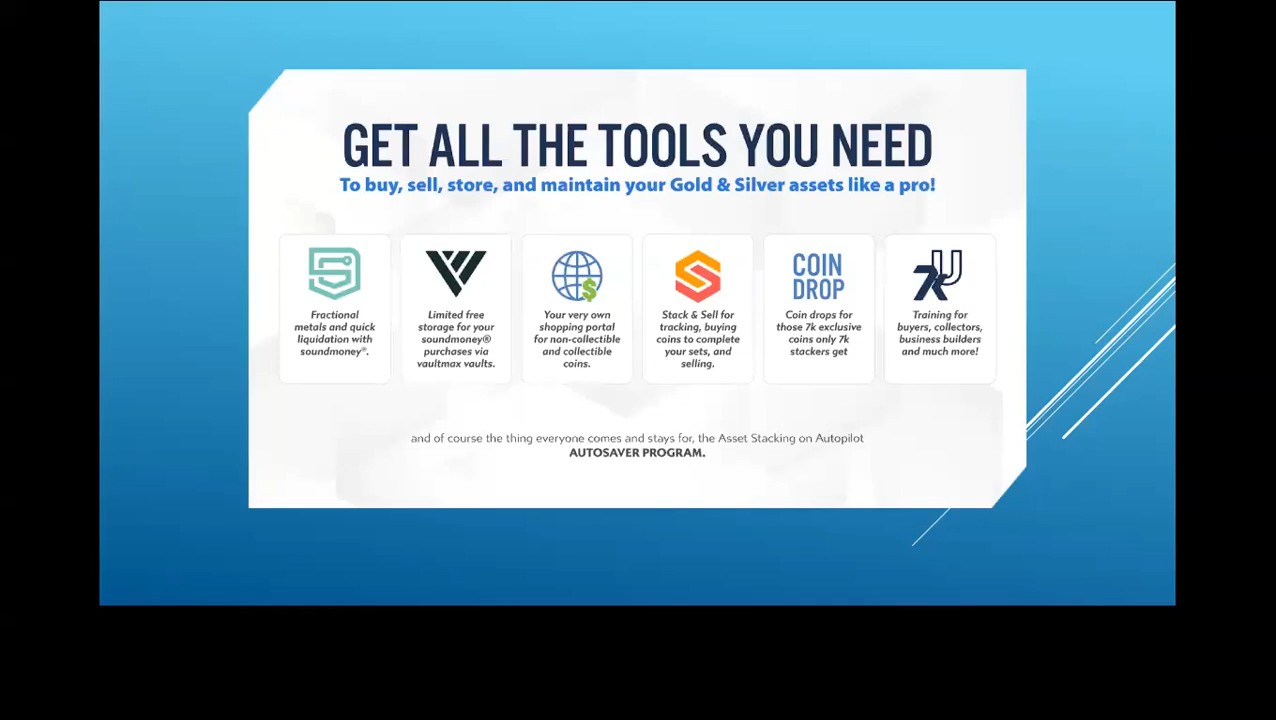 GET ALL THE TOOLS YOU NEED
To buy, sell, store, and maintain your Gold & Silver assets like a pro!
Fractional
metals and quick
liquidation with
soundmoney®.
Limited free
storage for your
soundmoney®
purchases via
vaultmax vaults.
$
Your very own
shopping portal
for non-collectible
and collectible
coins.
Stack & Sell for
tracking, buying
coins to complete
your sets, and
selling.
COIN
DROP
Coin drops for
those 7k exclusive
coins only 7k
stackers get
7K U
Training for
buyers, collectors,
business builders
and much more!
and of course the thing everyone comes and stays for, the Asset Stacking on Autopilot
AUTOSAVER PROGRAM.